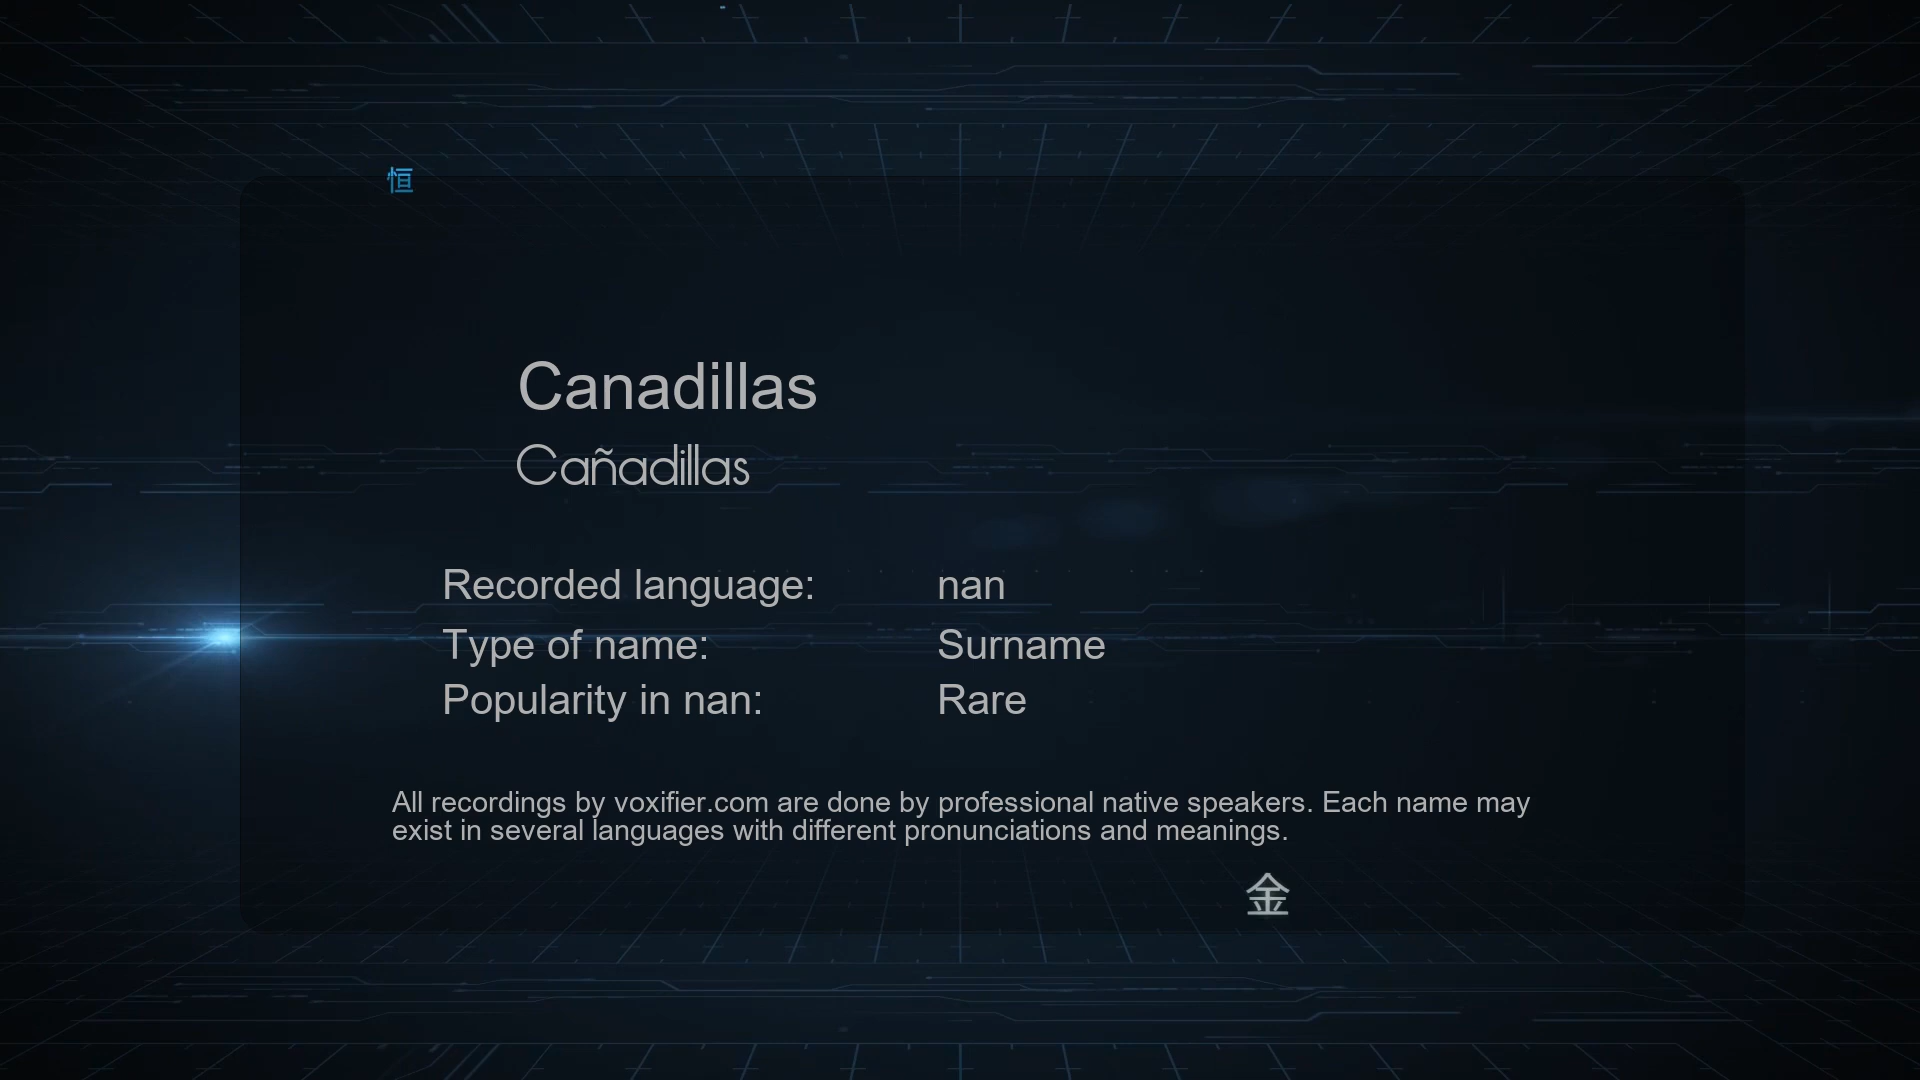 恒
Canadillas
Cañadillas
Recorded language: nan
Type of name: Surname
Popularity in nan: Rare
All recordings by voxifier.com are done by professional native speakers. Each name may
exist in several languages with different pronunciations and meanings.
金